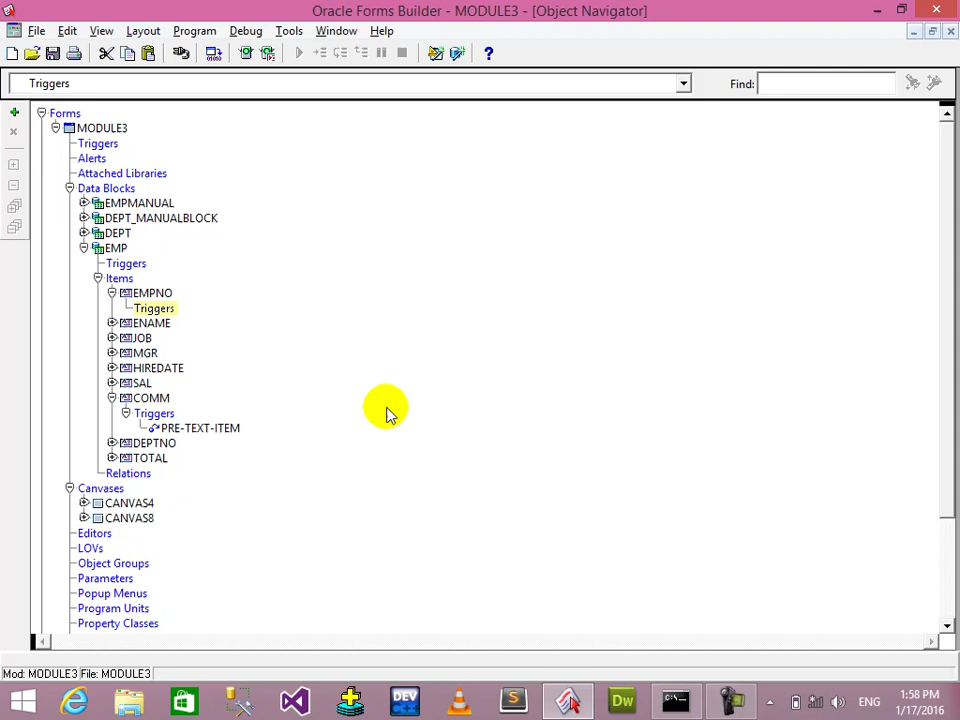 Oracle Forms Builder - MODULE3 - [Object Navigator]
File Edit View Layout Program Debug Tools Window Help
Triggers Find:
Forms
MODULE3
Triggers
Alerts
Attached Libraries
Data Blocks
EMPMANUAL
DEPT_MANUALBLOCK
DEPT
EMP
Triggers
Items
EMPNO
Triggers
ENAME
JOB
MGR
HIREDATE
SAL
COMM
Triggers
PRE-TEXT-ITEM
DEPTNO
TOTAL
Relations
Canvases
CANVAS4
CANVAS8
Editors
LOVs
Object Groups
Parameters
Popup Menus
Program Units
Property Classes
Mod: MODULE3 File: MODULE3
DEV S Dw ENG 1:58 PM
1/17/2016